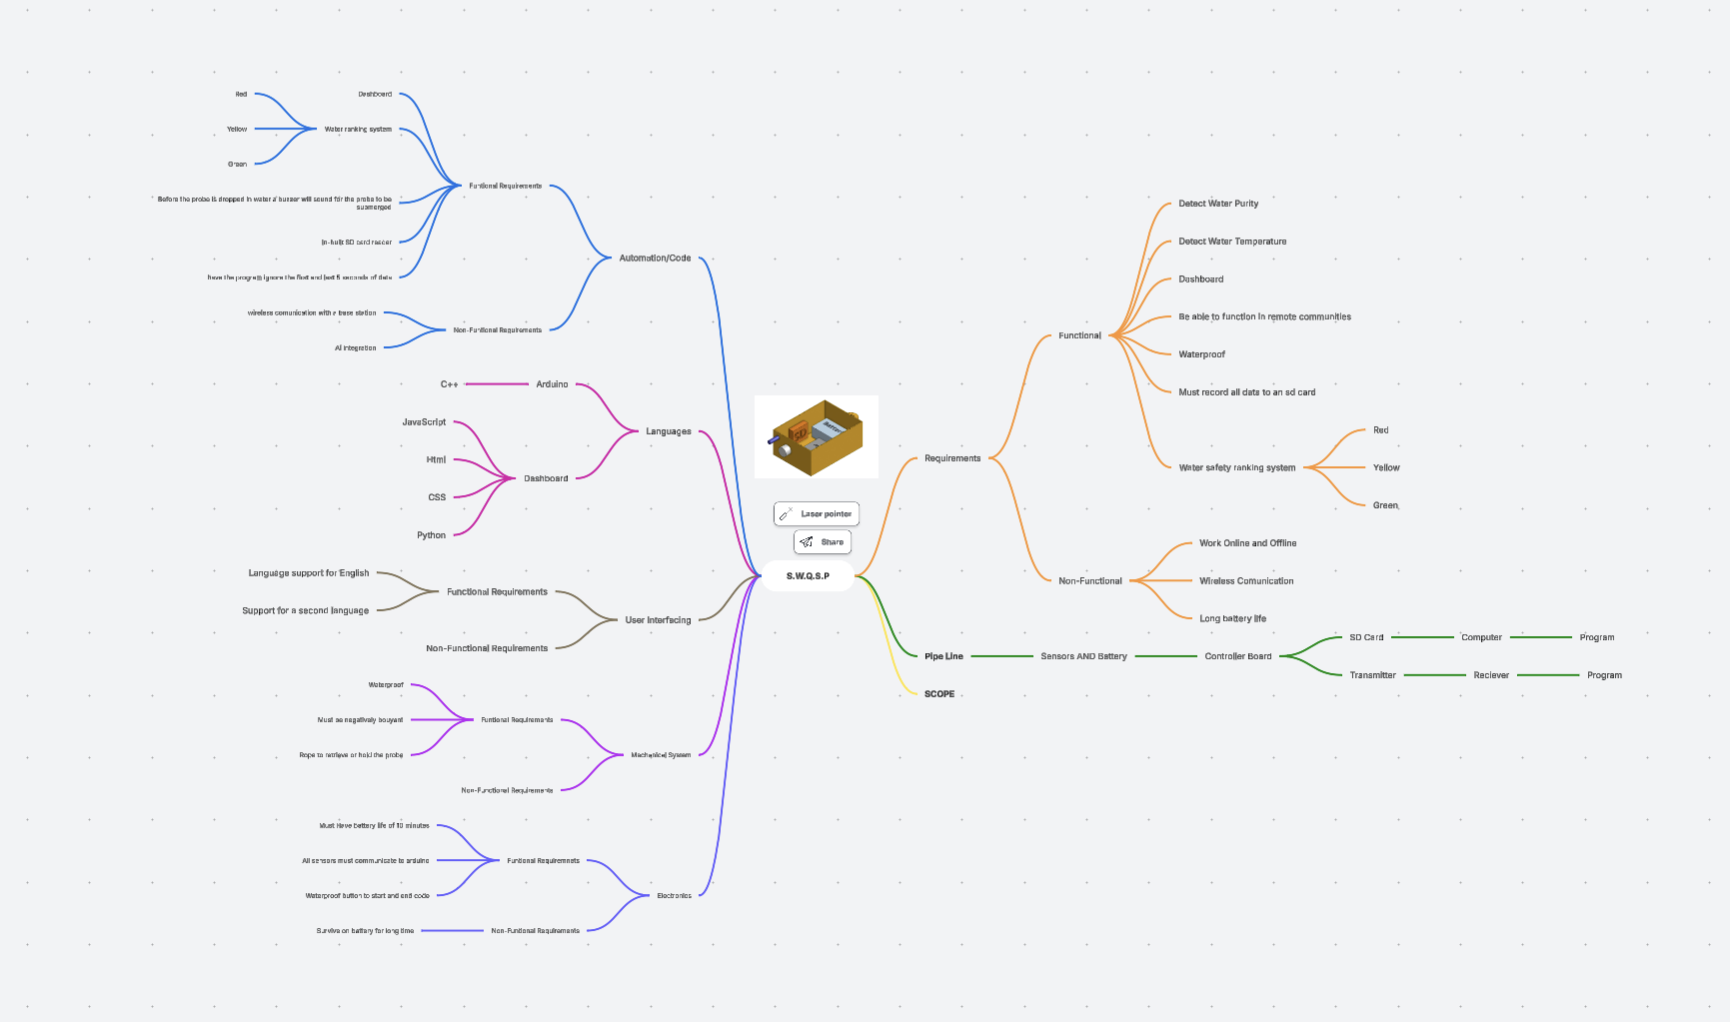 Red
Dashboard
Yellow
Water ranking system
Green
Funtional Requirements
Before the probe is dropped in water a buzzer will sound for the probe to be
submerged
In-built SD card reader
have the program ignore the first and last 5 seconds of data
Automation/Code
wireless comunication with a base station
Non-Funtional Requirements
AI integration
C++
Arduino
JavaScript
Languages
Html
Dashboard
CSS
Python
Language support for English
Functional Requirements
Support for a second language
User Interfacing
Non-Functional Requirements
Waterproof
Must be negatively bouyant
Funtional Requirements
Rope to retrieve or hold the probe
Mechanical System
Non-Functional Requirements
Must Have battery life of 10 minutes
All sensors must communicate to arduino
Funtional Requiremnets
Waterproof button to start and end code
Electronics
Survive on battery for long time
Non-Funtional Requirements
Battery
Laser pointer
Share
S.W.Q.S.P
Requirements
Functional
Detect Water Purity
Detect Water Temperature
Dashboard
Be able to function in remote communities
Waterproof
Must record all data to an sd card
Water safety ranking system
Red
Yellow
Green
Non-Functional
Work Online and Offline
Wireless Comunication
Long battery life
Pipe Line
Sensors AND Battery
Controller Board
SD Card
Computer
Program
Transmitter
Reciever
Program
SCOPE